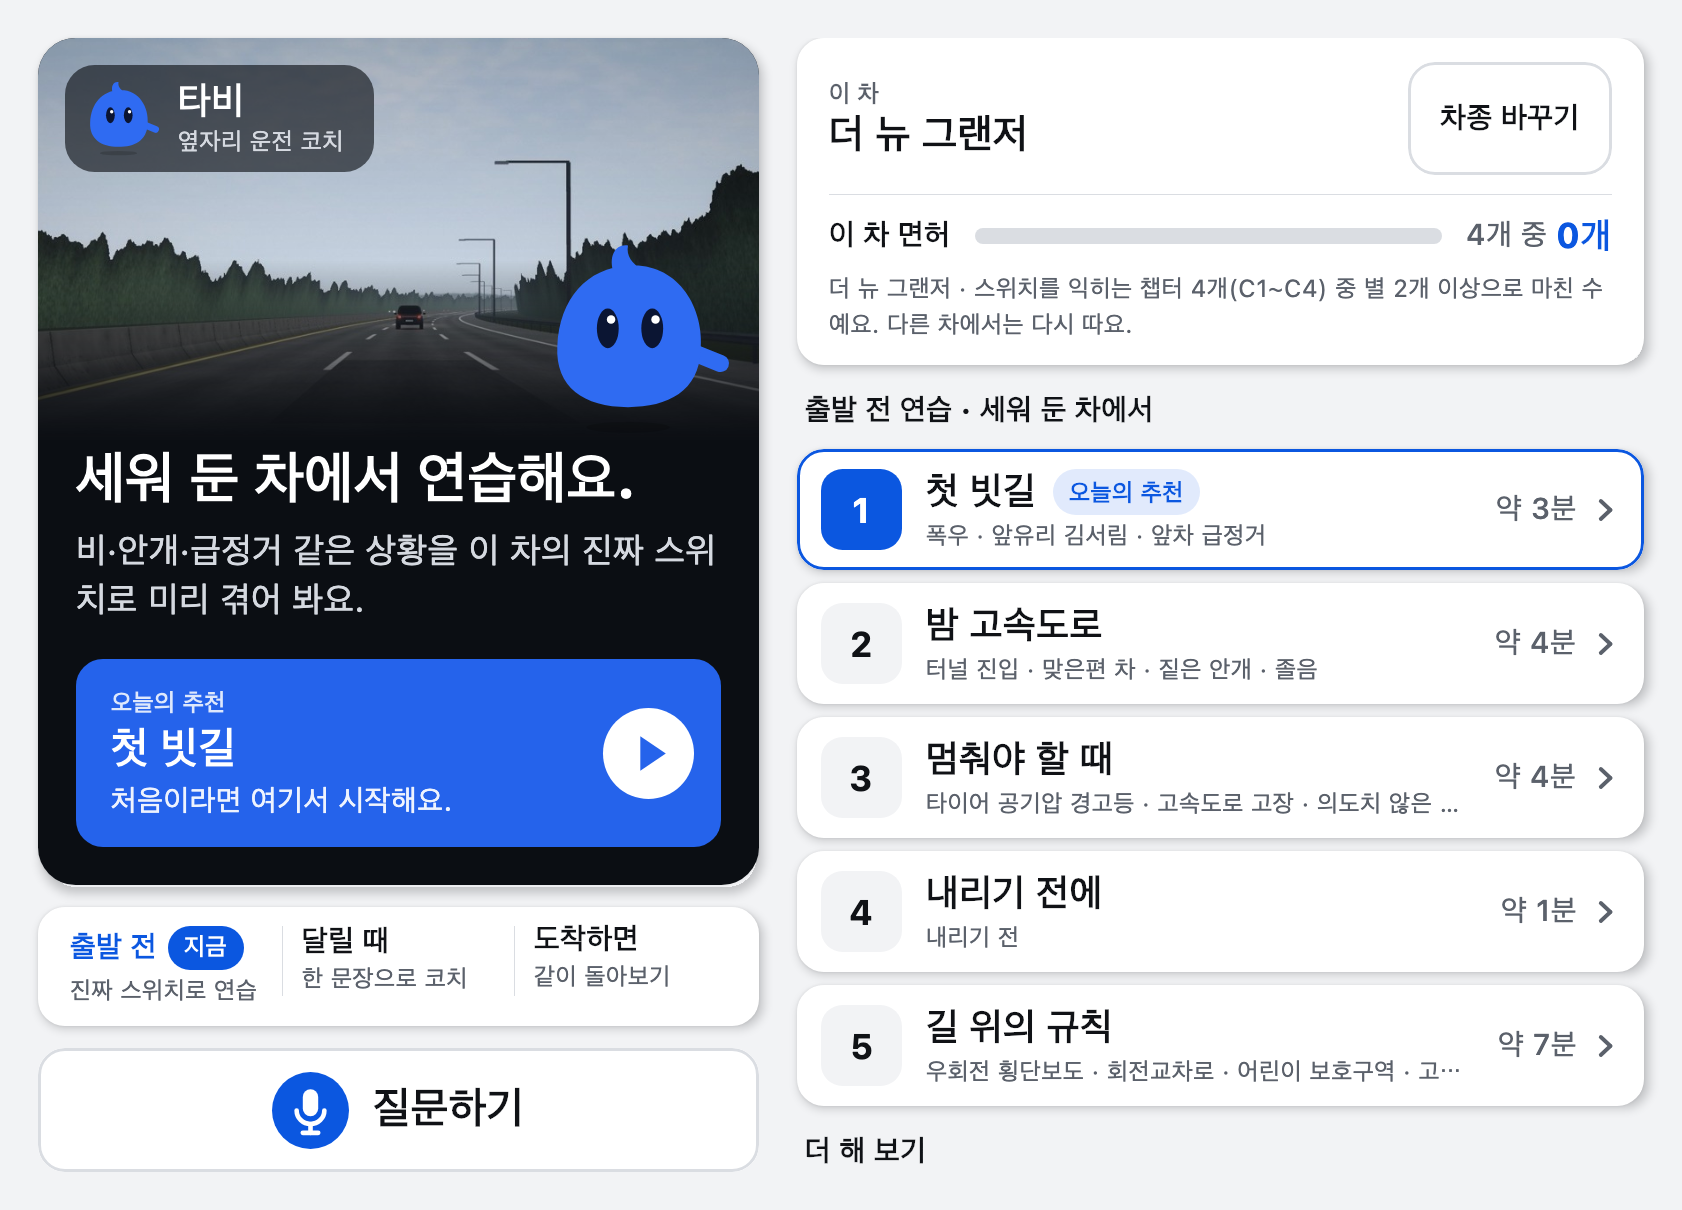 타비
옆자리 운전 코치
세워 둔 차에서 연습해요.
비·안개·급정거 같은 상황을 이 차의 진짜 스위
치로 미리 겪어 봐요.
오늘의 추천
첫 빗길
처음이라면 여기서 시작해요.
출발 전 지금
진짜 스위치로 연습
달릴 때
한 문장으로 코치
도착하면
같이 돌아보기
질문하기
이 차
더 뉴 그랜저
차종 바꾸기
이 차 면허 4개 중 0개
더 뉴 그랜저 · 스위치를 익히는 챕터 4개(C1~C4) 중 별 2개 이상으로 마친 수
예요. 다른 차에서는 다시 따요.
출발 전 연습 · 세워 둔 차에서
1 첫 빗길 오늘의 추천 약 3분
폭우 · 앞유리 김서림 · 앞차 급정거
2 밤 고속도로 약 4분
터널 진입 · 맞은편 차 · 짙은 안개 · 졸음
3 멈춰야 할 때 약 4분
타이어 공기압 경고등 · 고속도로 고장 · 의도치 않은 ...
4 내리기 전에 약 1분
내리기 전
5 길 위의 규칙 약 7분
우회전 횡단보도 · 회전교차로 · 어린이 보호구역 · 고…
더 해 보기